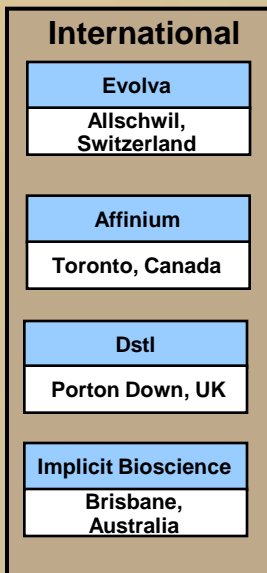 International
Evolva
Allschwil,
Switzerland
Affinium
Toronto, Canada
Dstl
Porton Down, UK
Implicit Bioscience
Brisbane,
Australia